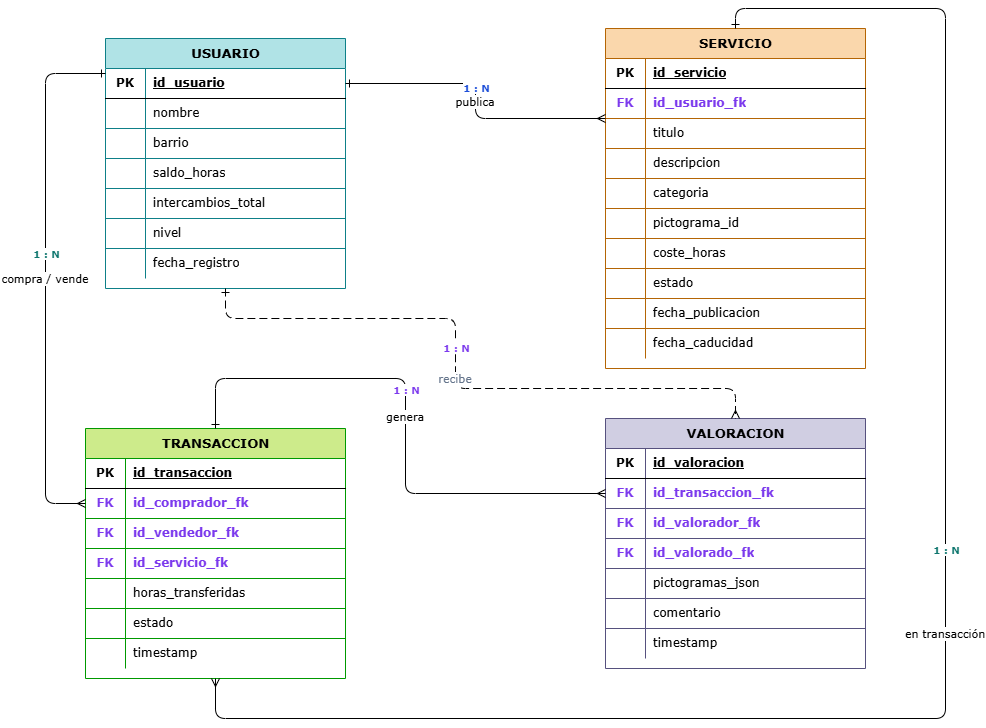 USUARIO
PK id_usuario
nombre
barrio
saldo_horas
intercambios_total
nivel
fecha_registro
1 : N
publica
SERVICIO
PK id_servicio
FK id_usuario_fk
titulo
descripcion
categoria
pictograma_id
coste_horas
estado
fecha_publicacion
fecha_caducidad
1 : N
compra / vende
1 : N
recibe
1 : N
genera
TRANSACCION
PK id_transaccion
FK id_comprador_fk
FK id_vendedor_fk
FK id_servicio_fk
horas_transferidas
estado
timestamp
VALORACION
PK id_valoracion
FK id_transaccion_fk
FK id_valorador_fk
FK id_valorado_fk
pictogramas_json
comentario
timestamp
1 : N
en transacción